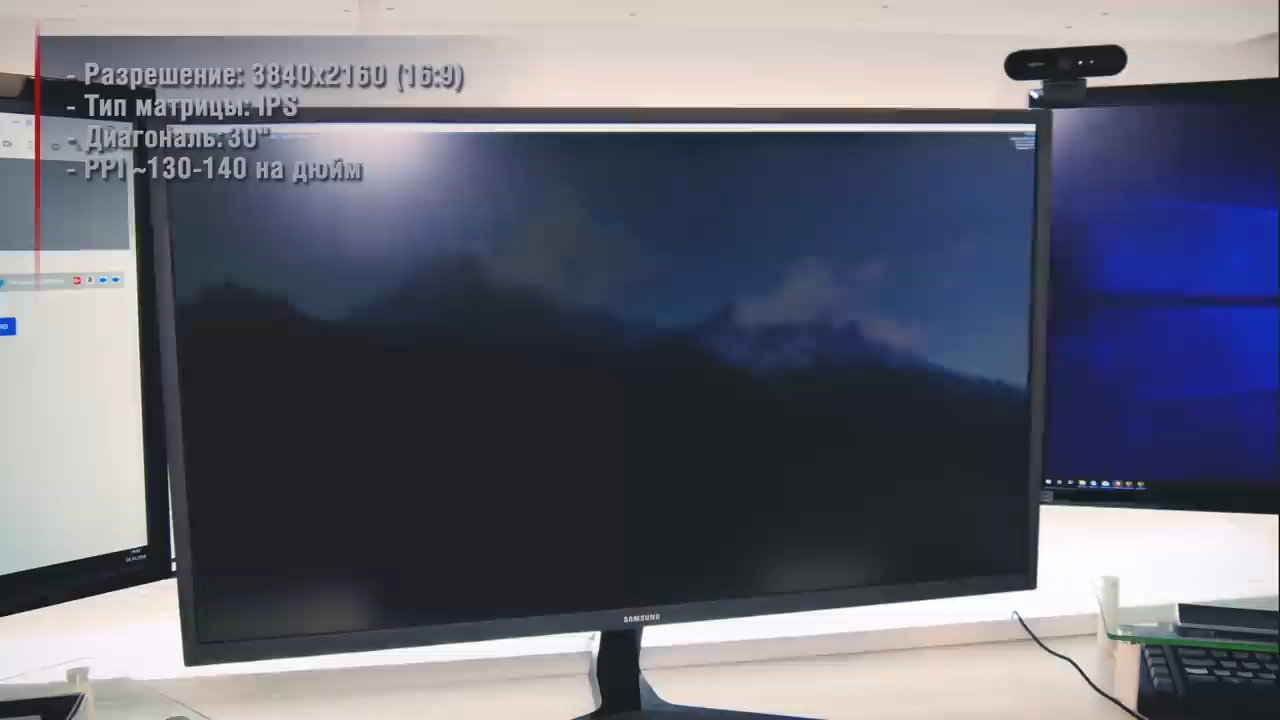 - Разрешение: 3840x2160 (16:9)
- Тип матрицы: IPS
- Диагональ: 30"
- PPI ~130-140 на дюйм
SAMSUNG